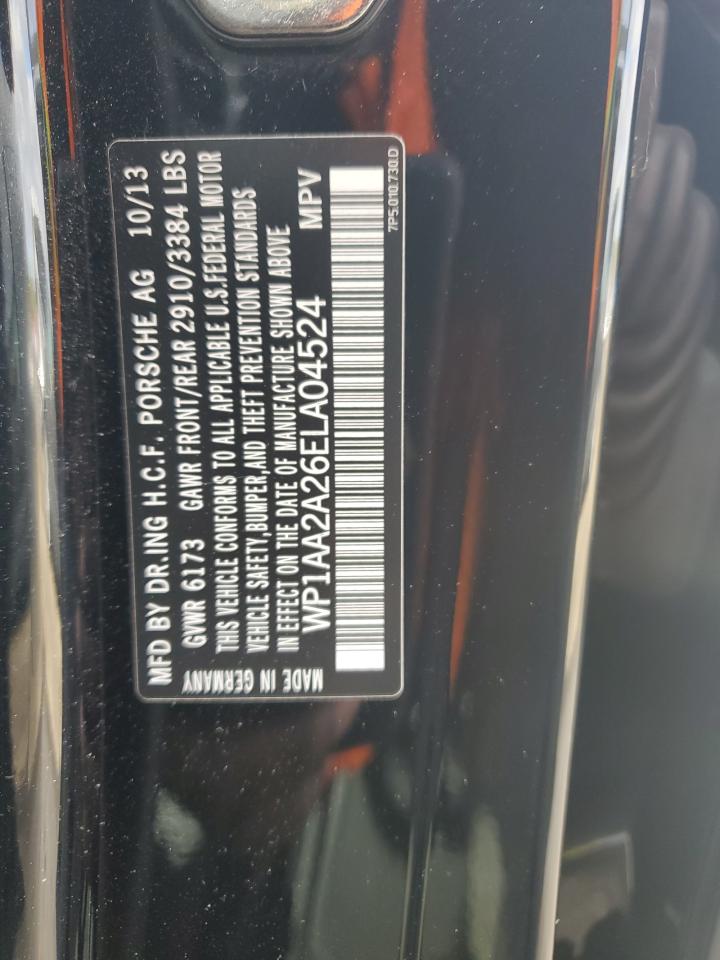 MFD BY DR.ING H.C.F. PORSCHE AG 10/13
GVWR 6173 GAWR FRONT/REAR 2910/3384 LBS
THIS VEHICLE CONFORMS TO ALL APPLICABLE U.S.FEDERAL MOTOR
VEHICLE SAFETY,BUMPER,AND THEFT PREVENTION STANDARDS
IN EFFECT ON THE DATE OF MANUFACTURE SHOWN ABOVE
WP1AA2A26ELA04524 MPV
MADE IN GERMANY
7P5.010.730.D